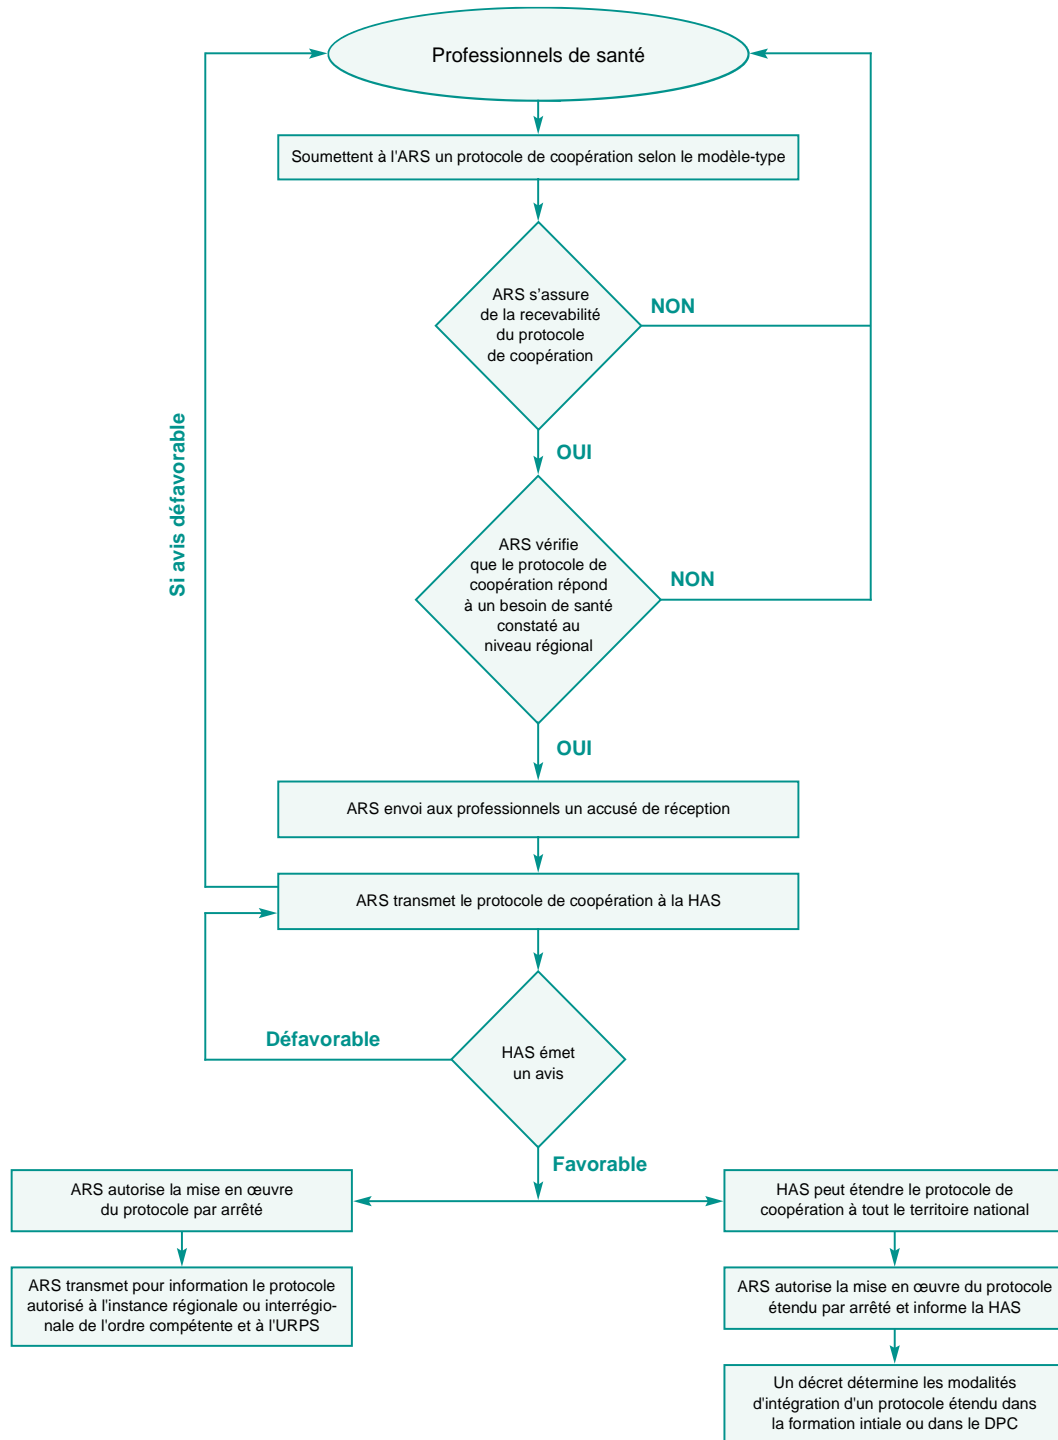 Professionnels de santé
Soumettent à l'ARS un protocole de coopération selon le modèle-type
ARS s'assure
de la recevabilité
du protocole
de coopération
NON
OUI
Si avis défavorable
ARS vérifie
que le protocole de
coopération répond
à un besoin de santé
constaté au
niveau régional
NON
OUI
ARS envoi aux professionnels un accusé de réception
ARS transmet le protocole de coopération à la HAS
Défavorable
HAS émet
un avis
Favorable
ARS autorise la mise en œuvre
du protocole par arrêté
ARS transmet pour information le protocole
autorisé à l'instance régionale ou interrégio-
nale de l'ordre compétente et à l'URPS
HAS peut étendre le protocole de
coopération à tout le territoire national
ARS autorise la mise en œuvre du protocole
étendu par arrêté et informe la HAS
Un décret détermine les modalités
d'intégration d'un protocole étendu dans
la formation intiale ou dans le DPC